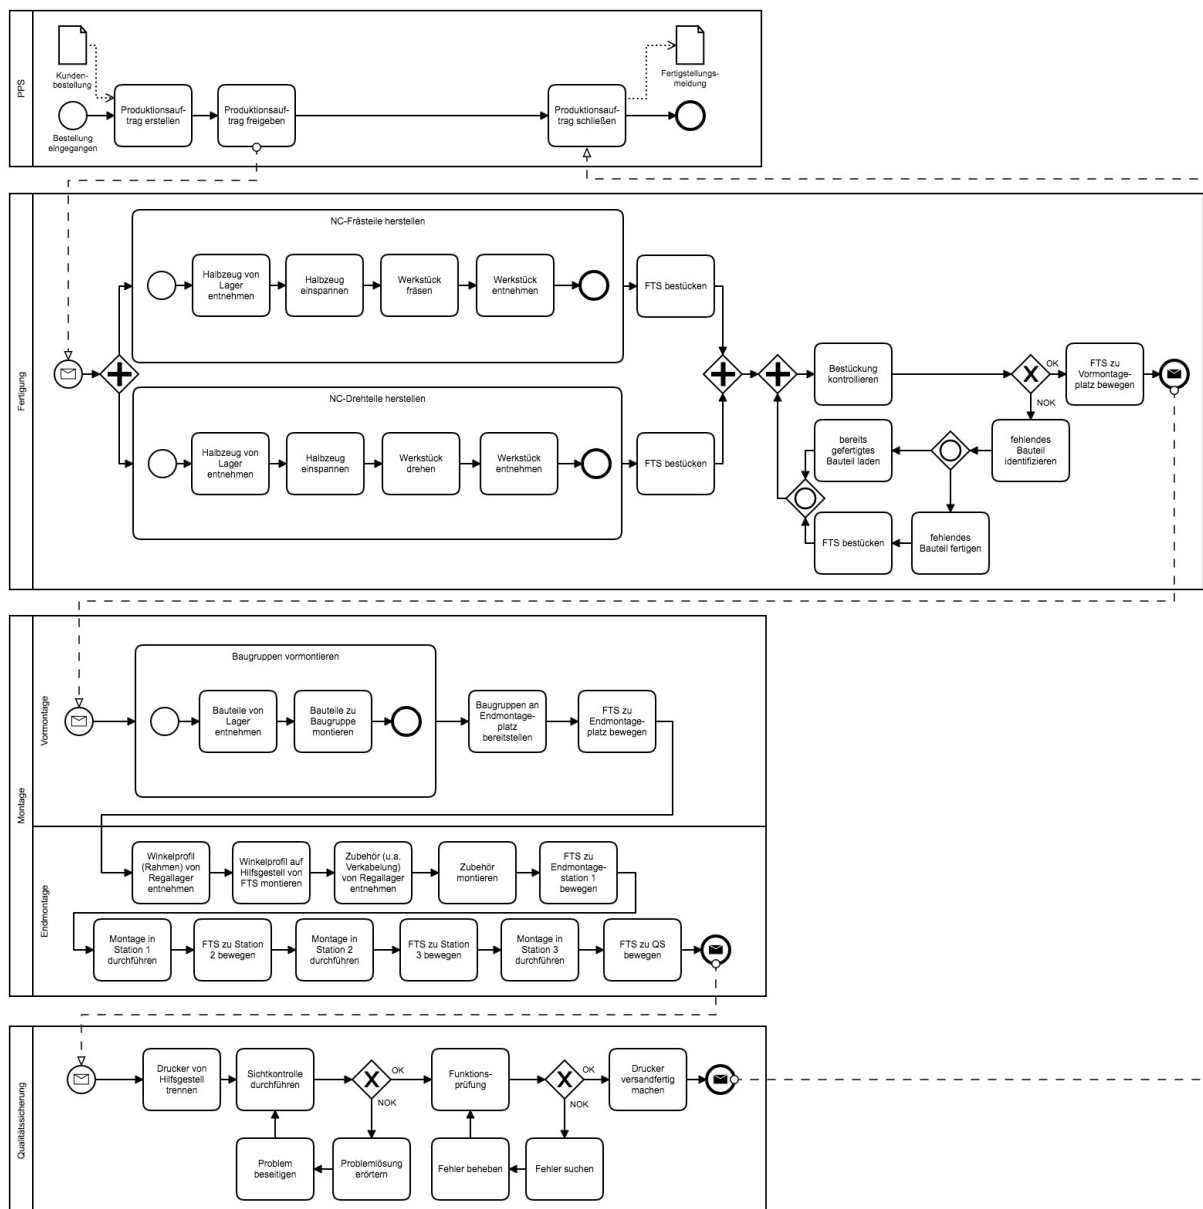 PPS
Kunden-
bestellung
Bestellung
eingegangen
Produktionsauf-
trag erstellen
Produktionsauf-
trag freigeben
Produktionsauf-
trag schließen
Fertigstellungs-
meldung
Fertigung
NC-Frästeile herstellen
Halbzeug von
Lager
entnehmen
Halbzeug
einspannen
Werkstück
fräsen
Werkstück
entnehmen
FTS bestücken
NC-Drehteile herstellen
Halbzeug von
Lager
entnehmen
Halbzeug
einspannen
Werkstück
drehen
Werkstück
entnehmen
FTS bestücken
Bestückung
kontrollieren
OK
NOK
FTS zu
Vormontage-
platz bewegen
fehlendes
Bauteil
identifizieren
bereits
gefertigtes
Bauteil laden
fehlendes
Bauteil fertigen
FTS bestücken
Montage
Vormontage
Baugruppen vormontieren
Bauteile von
Lager
entnehmen
Bauteile zu
Baugruppe
montieren
Baugruppen an
Endmontage-
platz
bereitstellen
FTS zu
Endmontage-
platz bewegen
Endmontage
Winkelprofil
(Rahmen) von
Regallager
entnehmen
Winkelprofil auf
Hilfsgestell von
FTS montieren
Zubehör (u.a.
Verkabelung)
von Regallager
entnehmen
Zubehör
montieren
FTS zu
Endmontage-
station 1
bewegen
Montage in
Station 1
durchführen
FTS zu Station
2 bewegen
Montage in
Station 2
durchführen
FTS zu Station
3 bewegen
Montage in
Station 3
durchführen
FTS zu QS
bewegen
Qualitätssicherung
Drucker von
Hilfsgestell
trennen
Sichtkontrolle
durchführen
OK
NOK
Funktions-
prüfung
OK
NOK
Drucker
versandfertig
machen
Problem
beseitigen
Problemlösung
erörtern
Fehler beheben
Fehler suchen